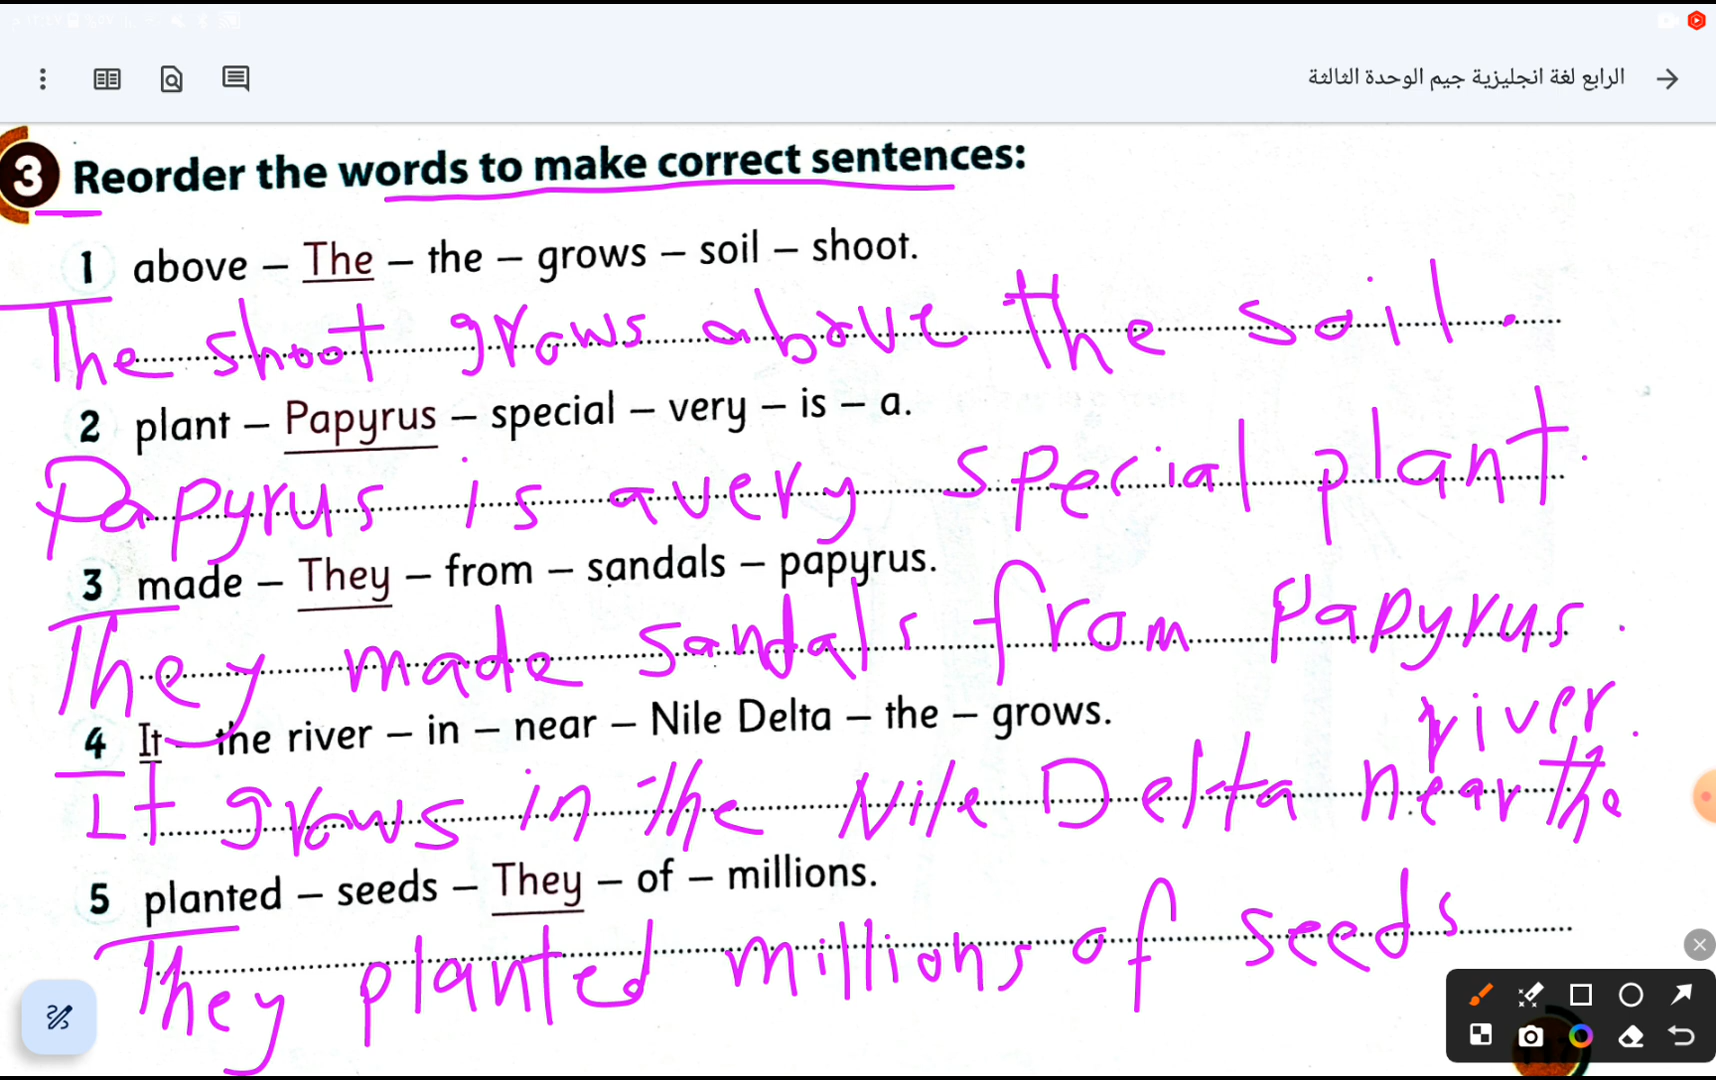 الرابع لغة انجليزية جيم الوحدة الثالثة
3 Reorder the words to make correct sentences:
1 above – The – the – grows – soil – shoot.
The shoot grows above the soil.
2 plant – Papyrus – special – very – is – a.
Papyrus is a very special plant.
3 made – They – from – sandals – papyrus.
They made sandals from Papyrus.
4 It – the river – in – near – Nile Delta – the – grows.
river.
It grows in the Nile Delta near the
5 planted – seeds – They – of – millions.
They planted millions of seeds